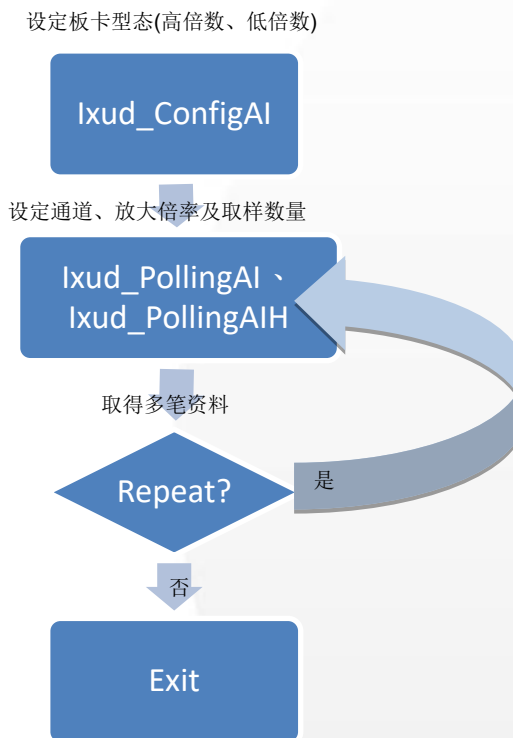 设定板卡型态(高倍数、低倍数)
Ixud_ConfigAI
设定通道、放大倍率及取样数量
Ixud_PollingAI、
Ixud_PollingAIH
取得多笔资料
Repeat?
是
否
Exit